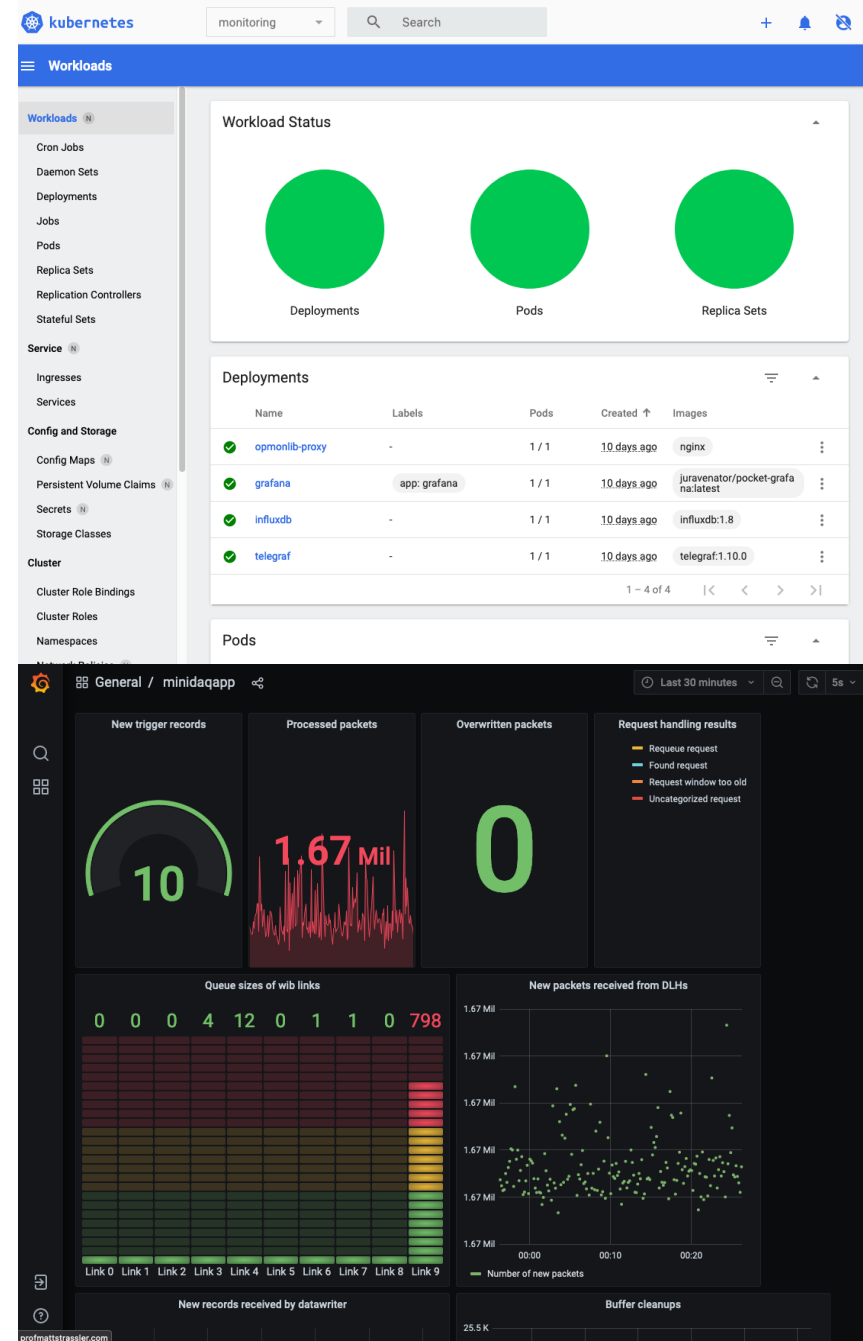 kubernetes
monitoring
Search
Workloads
Workloads N
Cron Jobs
Daemon Sets
Deployments
Jobs
Pods
Replica Sets
Replication Controllers
Stateful Sets
Service N
Ingresses
Services
Config and Storage
Config Maps N
Persistent Volume Claims N
Secrets N
Storage Classes
Cluster
Cluster Role Bindings
Cluster Roles
Namespaces
Network Policies N
Workload Status
Deployments Pods Replica Sets
Deployments
Name Labels Pods Created Images
opmonlib-proxy - 1 / 1 10 days ago nginx
grafana app: grafana 1 / 1 10 days ago juravenator/pocket-grafa
na:latest
influxdb - 1 / 1 10 days ago influxdb:1.8
telegraf - 1 / 1 10 days ago telegraf:1.10.0
1 – 4 of 4
Pods
General / minidaqapp
Last 30 minutes
5s
New trigger records
10
Processed packets
1.67 Mil
Overwritten packets
0
Request handling results
Requeue request
Found request
Request window too old
Uncategorized request
Queue sizes of wib links
0 0 0 4 12 0 1 1 0 798
Link 0 Link 1 Link 2 Link 3 Link 4 Link 5 Link 6 Link 7 Link 8 Link 9
New packets received from DLHs
1.67 Mil
1.67 Mil
1.67 Mil
1.67 Mil
1.67 Mil
1.67 Mil
00:00 00:10 00:20
Number of new packets
New records received by datawriter
Buffer cleanups
25.5 K
profmattstrassler.com